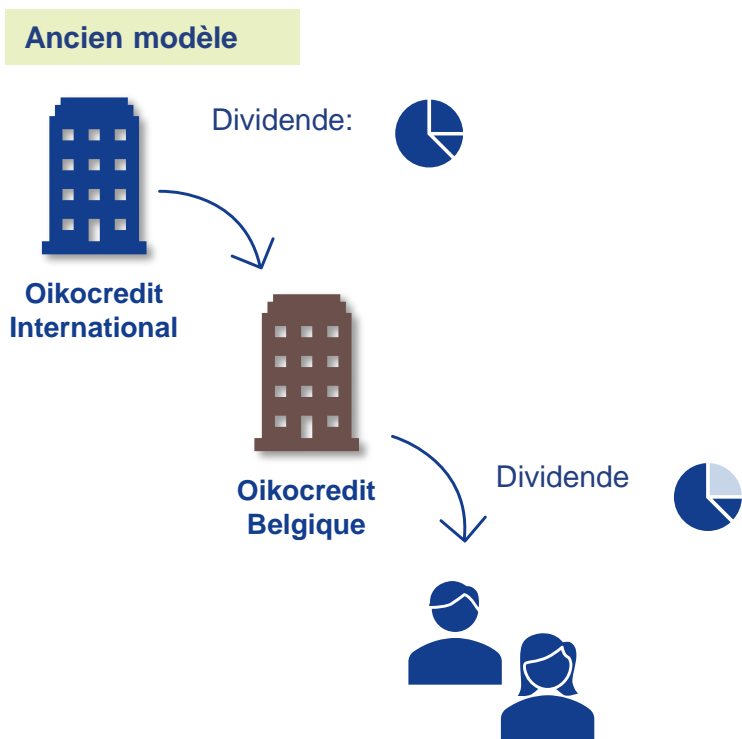 Ancien modèle
Dividende:
Oikocredit
International
Oikocredit
Belgique
Dividende